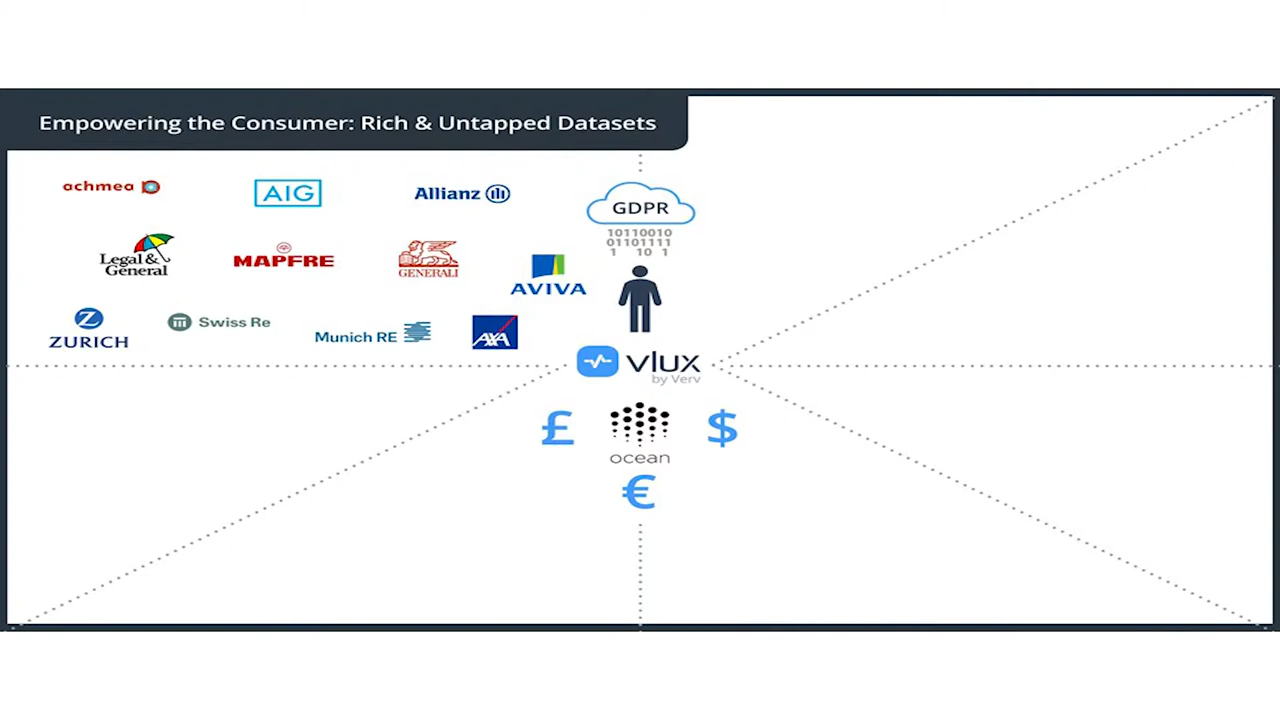 Empowering the Consumer: Rich & Untapped Datasets
achmea
AIG
Allianz
GDPR
10110010
01101111
1 10 1
Legal &
General
MAPFRE
GENERALI
AVIVA
ZURICH
Swiss Re
Munich RE
AXA
vlux
by Verv
£
$
ocean
€